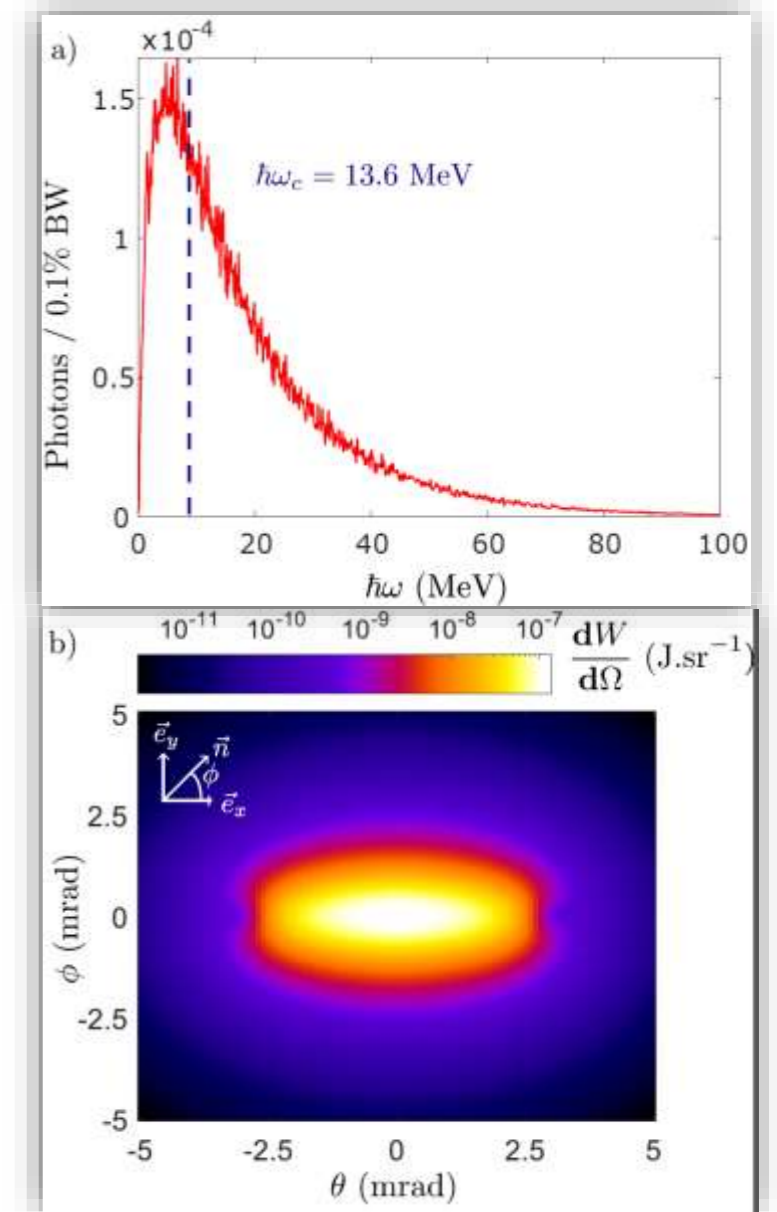 a)
×10⁻⁴
1.5
1
0.5
0
Photons / 0.1% BW
ℏω_c = 13.6 MeV
0 20 40 60 80 100
ℏω (MeV)
b)
10⁻¹¹ 10⁻¹⁰ 10⁻⁹ 10⁻⁸ 10⁻⁷
dW/dΩ (J.sr⁻¹)
5
2.5
0
-2.5
-5
ϕ (mrad)
e⃗_y
n⃗
ϕ
e⃗_x
-5 -2.5 0 2.5 5
θ (mrad)